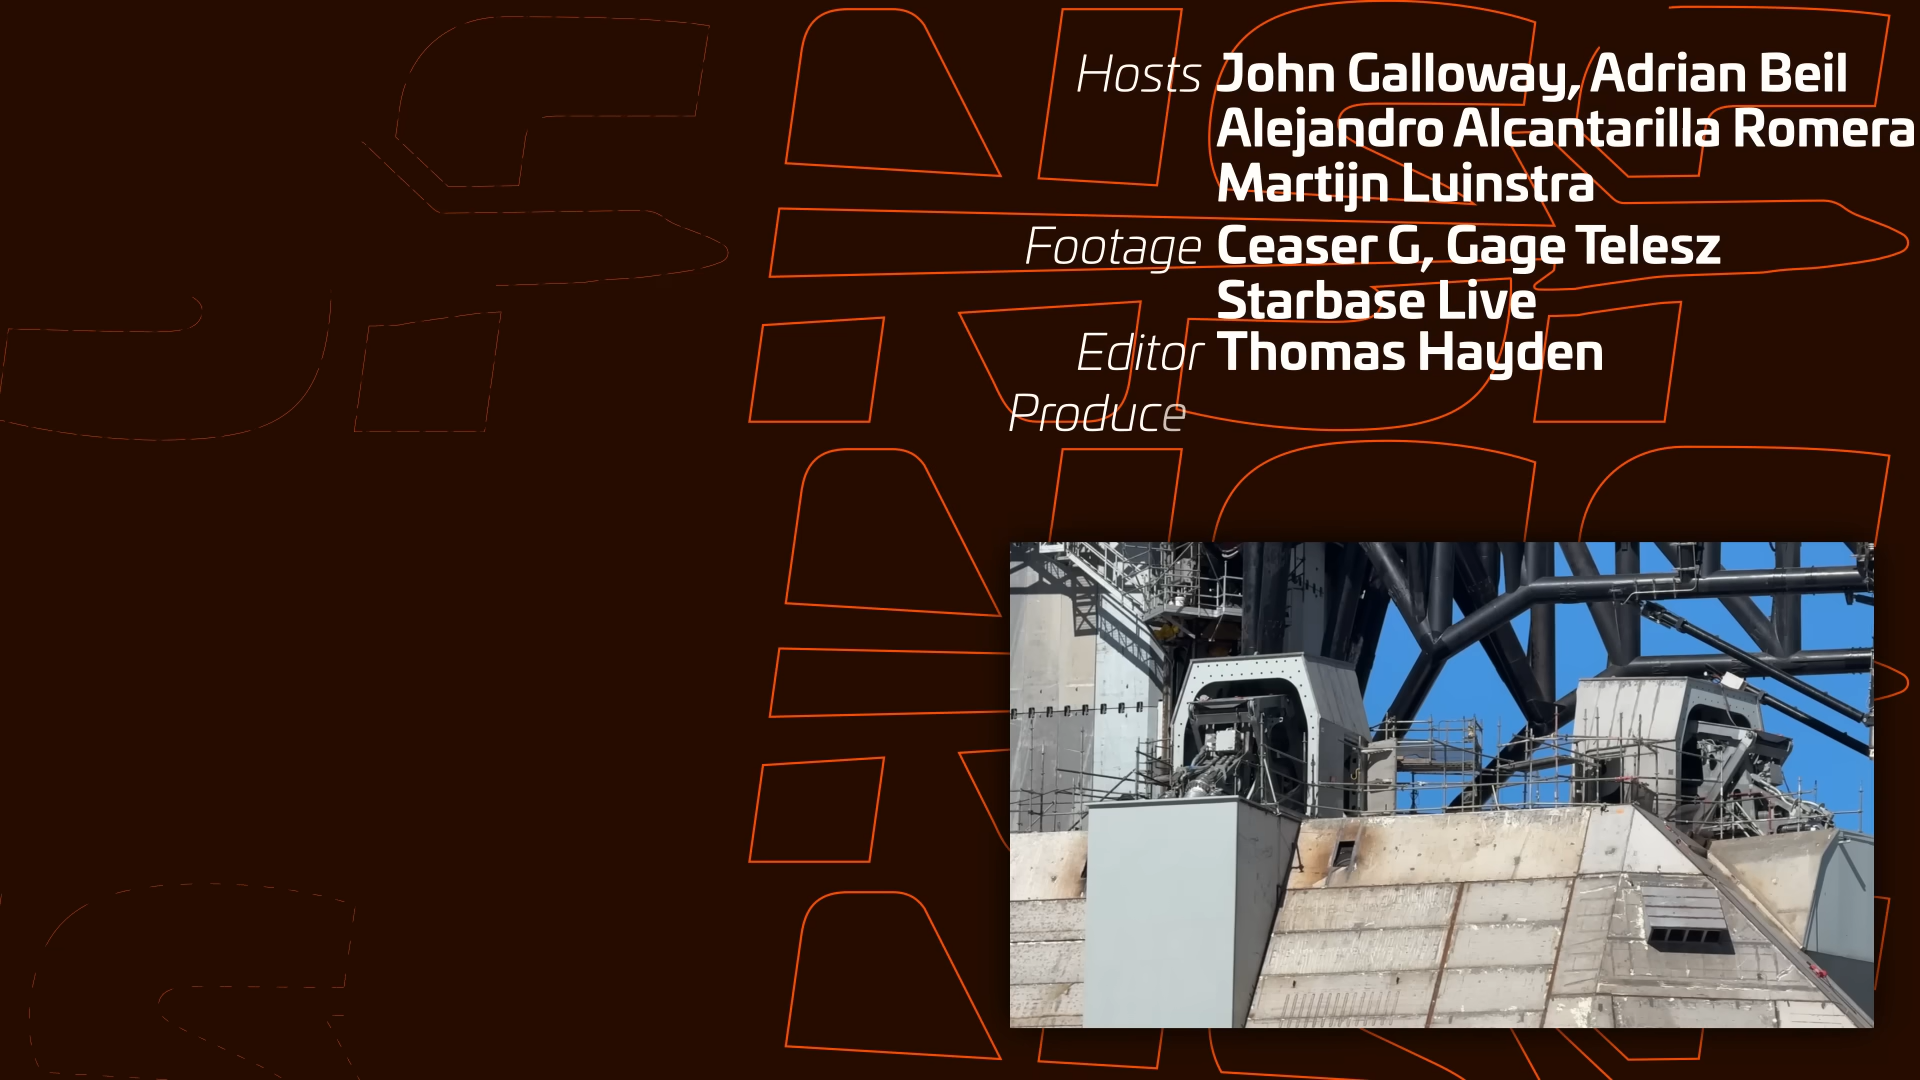 Hosts John Galloway, Adrian Beil
Alejandro Alcantarilla Romera
Martijn Luinstra
Footage Ceaser G, Gage Telesz
Starbase Live
Editor Thomas Hayden
Produce